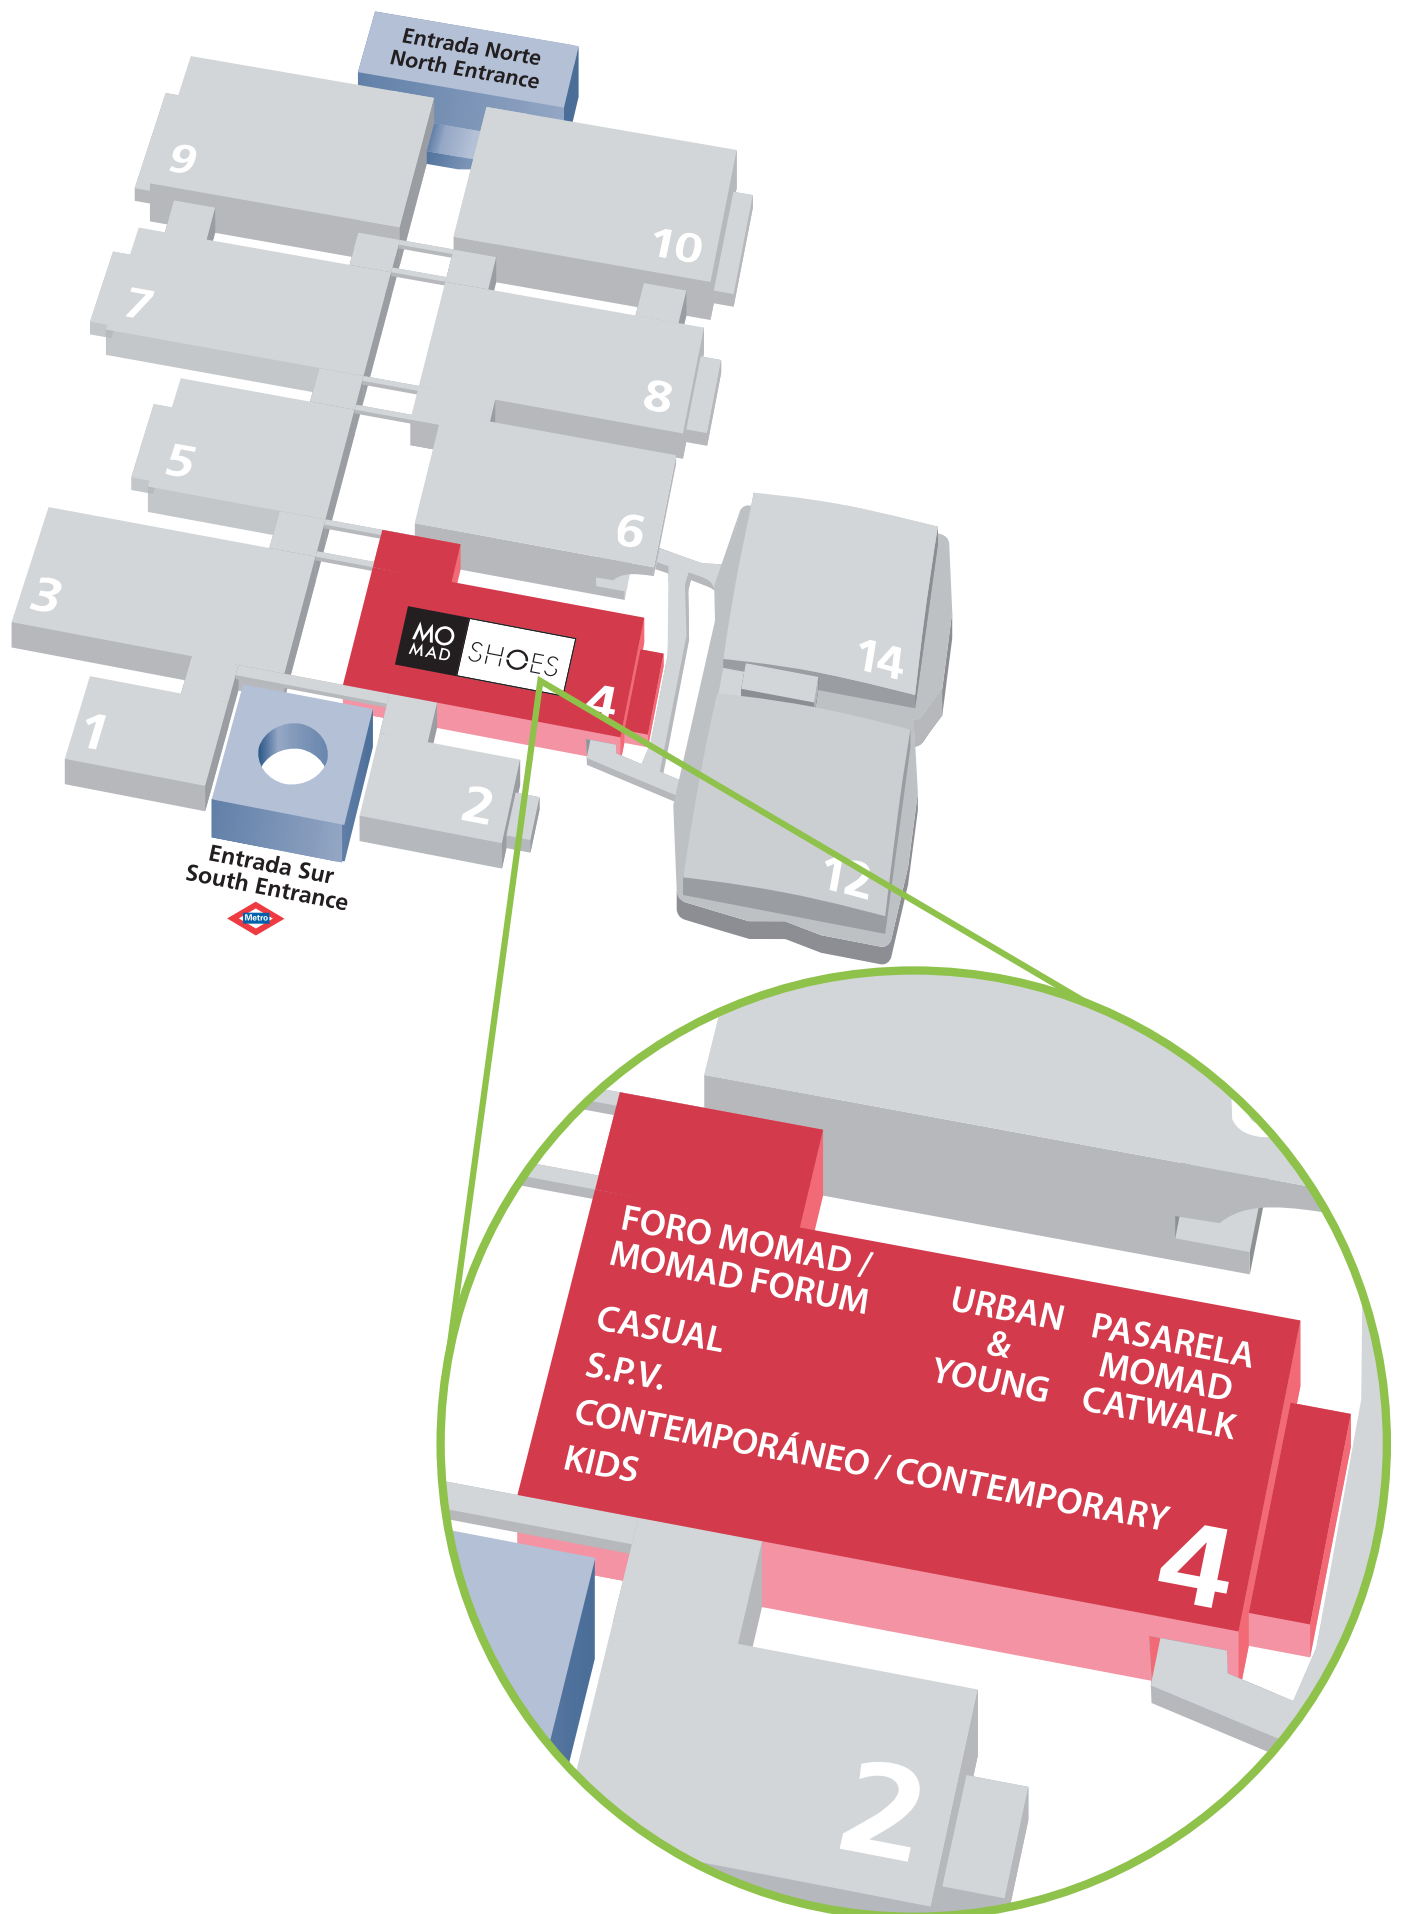 Entrada Norte
North Entrance
9
10
7
8
5
6
3
14
MO
MAD
SHOES
4
1
2
12
Entrada Sur
South Entrance
Metro
FORO MOMAD /
MOMAD FORUM
CASUAL
S.P.V.
CONTEMPORÁNEO / CONTEMPORARY
KIDS
URBAN
&
YOUNG
PASARELA
MOMAD
CATWALK
4
2